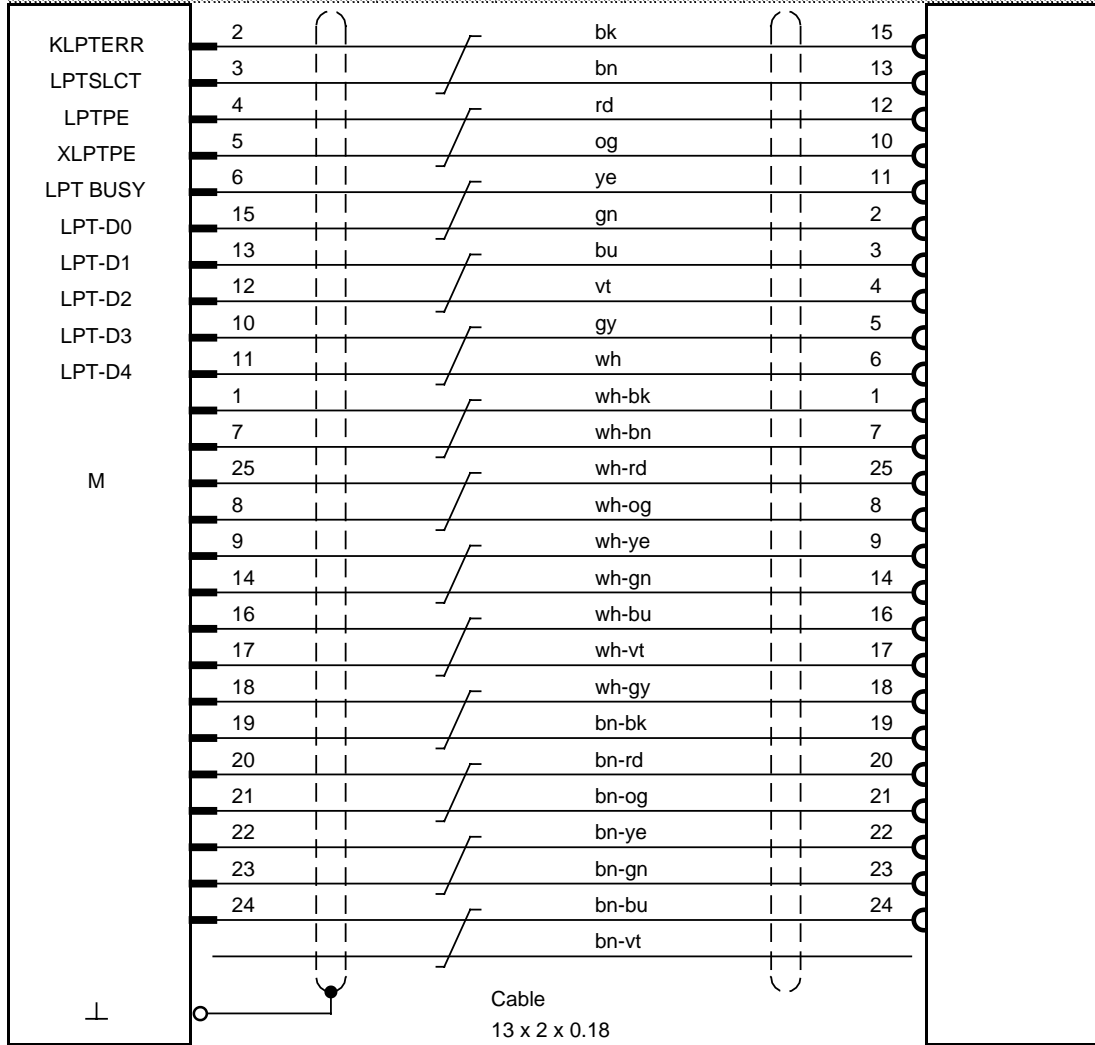 KLPTERR 2 bk 15
LPTSLCT 3 bn 13
LPTPE 4 rd 12
XLPTPE 5 og 10
LPT BUSY 6 ye 11
LPT-D0 15 gn 2
LPT-D1 13 bu 3
LPT-D2 12 vt 4
LPT-D3 10 gy 5
LPT-D4 11 wh 6
1 wh-bk 1
7 wh-bn 7
M 25 wh-rd 25
8 wh-og 8
9 wh-ye 9
14 wh-gn 14
16 wh-bu 16
17 wh-vt 17
18 wh-gy 18
19 bn-bk 19
20 bn-rd 20
21 bn-og 21
22 bn-ye 22
23 bn-gn 23
24 bn-bu 24
bn-vt
Cable
13 x 2 x 0.18